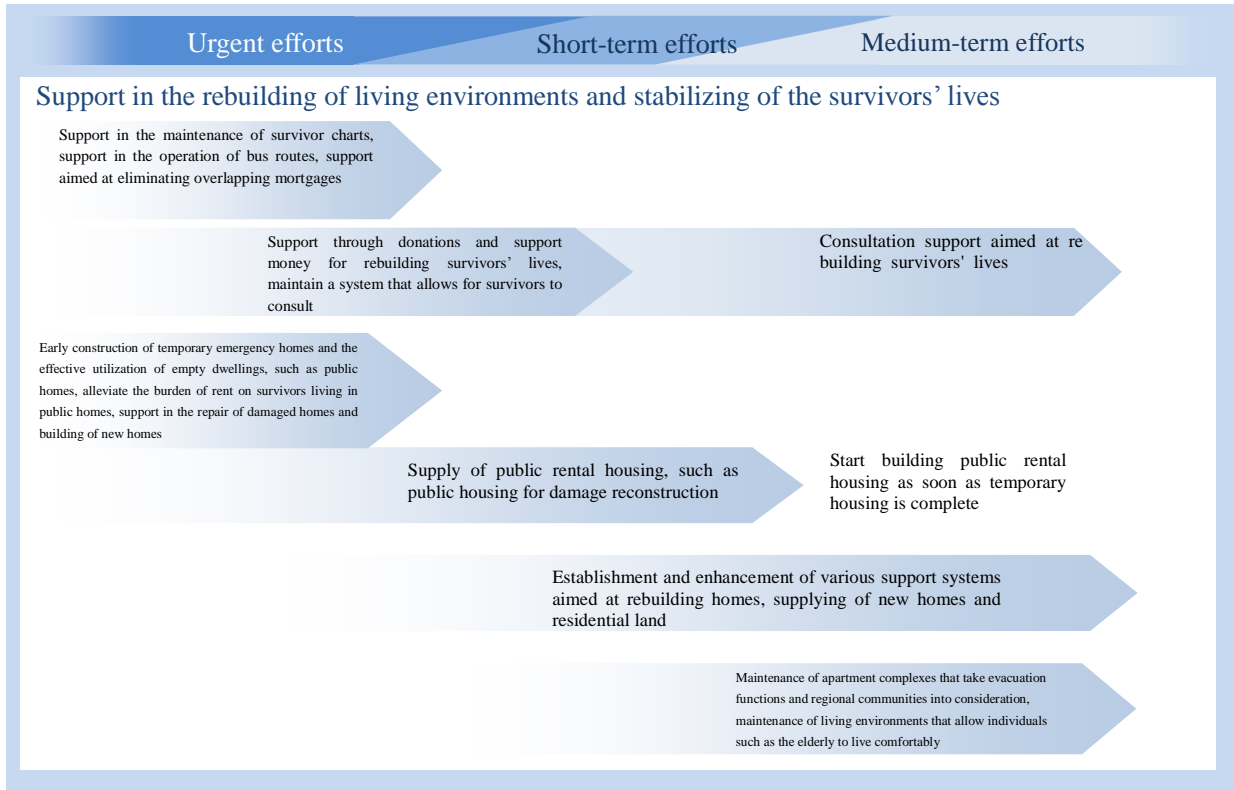 Urgent efforts
Short-term efforts
Medium-term efforts
Support in the rebuilding of living environments and stabilizing of the survivors' lives
Support in the maintenance of survivor charts,
support in the operation of bus routes, support
aimed at eliminating overlapping mortgages
Support through donations and support
money for rebuilding survivors' lives,
maintain a system that allows for survivors to
consult
Consultation support aimed at re
building survivors' lives
Early construction of temporary emergency homes and the
effective utilization of empty dwellings, such as public
homes, alleviate the burden of rent on survivors living in
public homes, support in the repair of damaged homes and
building of new homes
Supply of public rental housing, such as
public housing for damage reconstruction
Start building public rental
housing as soon as temporary
housing is complete
Establishment and enhancement of various support systems
aimed at rebuilding homes, supplying of new homes and
residential land
Maintenance of apartment complexes that take evacuation
functions and regional communities into consideration,
maintenance of living environments that allow individuals
such as the elderly to live comfortably